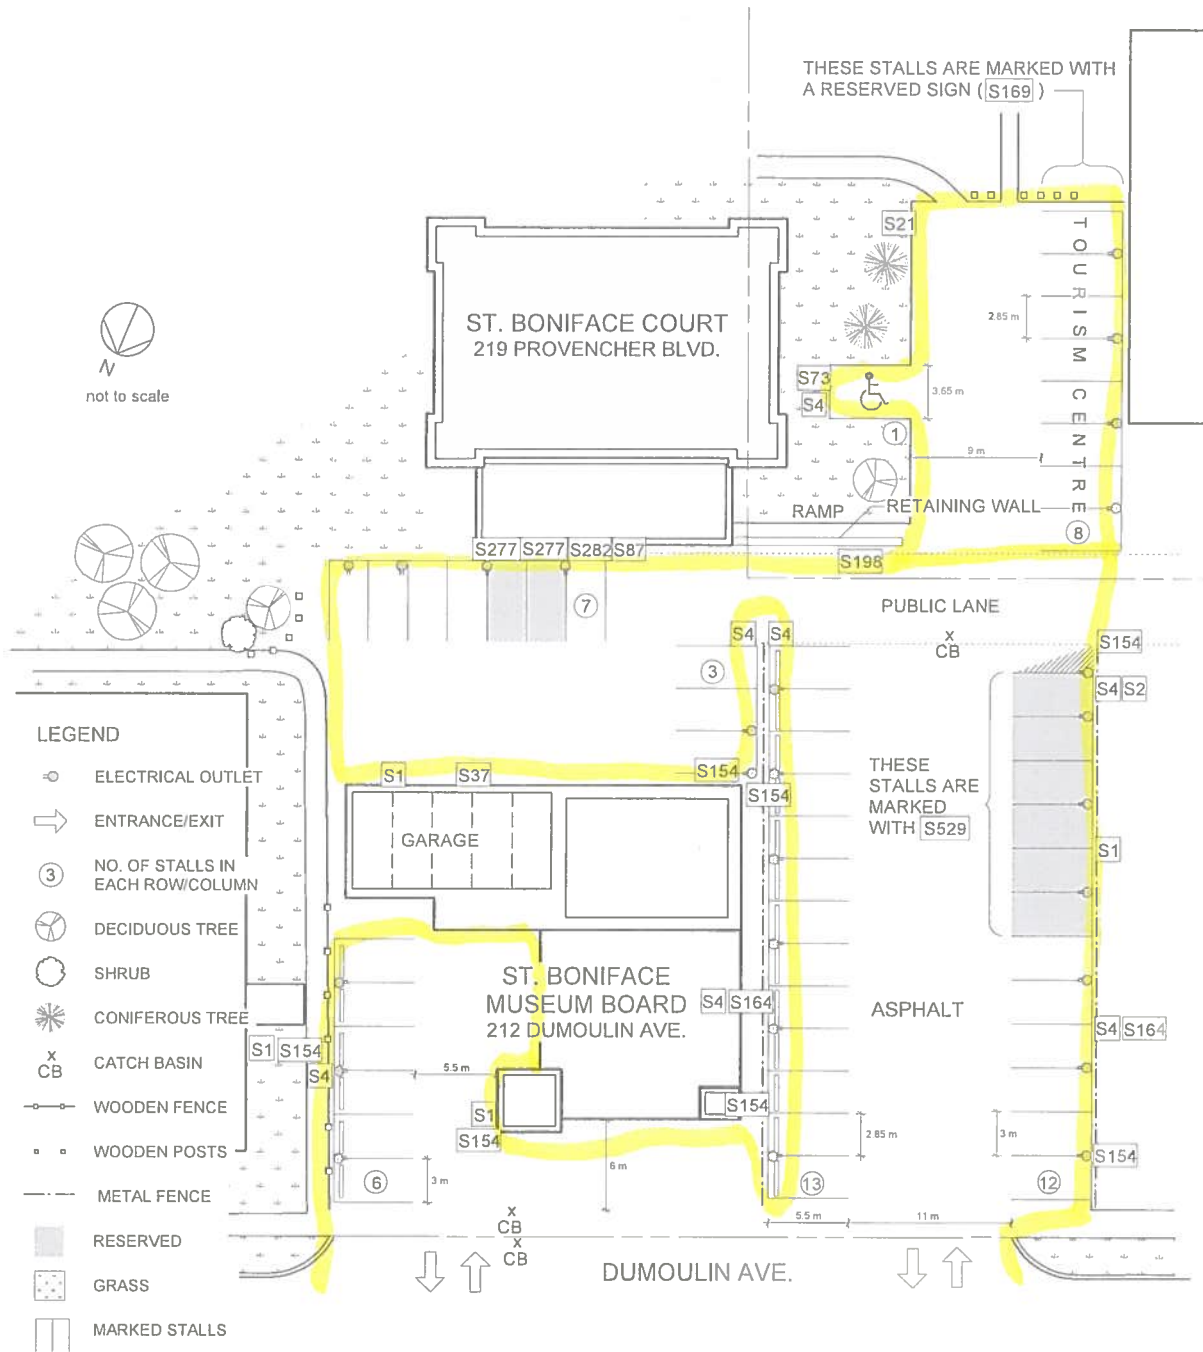 THESE STALLS ARE MARKED WITH
A RESERVED SIGN ( S169 )
S21
TOURISM CENTRE
2.85 m
ST. BONIFACE COURT
219 PROVENCHER BLVD.
N
not to scale
S73
S4
3.65 m
1
9 m
RAMP
RETAINING WALL
8
S277 S277 S282 S87
S198
7
PUBLIC LANE
x
CB
S4 S4
S154
3
S4 S2
LEGEND
ELECTRICAL OUTLET
ENTRANCE/EXIT
3 NO. OF STALLS IN
EACH ROW/COLUMN
DECIDUOUS TREE
SHRUB
CONIFEROUS TREE
x
CB CATCH BASIN
WOODEN FENCE
WOODEN POSTS
METAL FENCE
RESERVED
GRASS
MARKED STALLS
S1 S37
S154
S154
THESE
STALLS ARE
MARKED
WITH S529
S1
GARAGE
ST. BONIFACE
MUSEUM BOARD
212 DUMOULIN AVE.
S4 S164
ASPHALT
S4 S164
S1 S154
S4
5.5 m
S1
S154
S154
2.85 m
3 m
S154
6
3 m
6 m
13
12
5.5 m
11 m
x
CB
x
CB
DUMOULIN AVE.